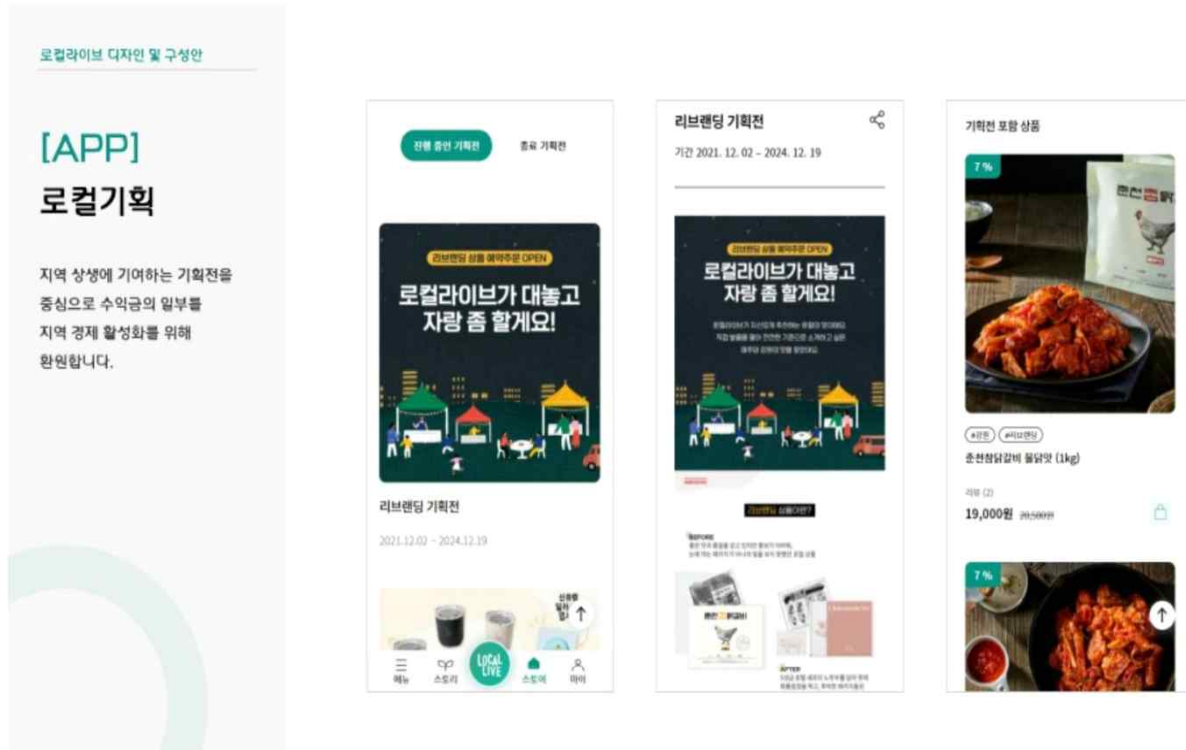 로컬라이브 디자인 및 구성안
[APP]
로컬기획
지역 상생에 기여하는 기획전을
중심으로 수익금의 일부를
지역 경제 활성화를 위해
환원합니다.
진행 중인 기획전
종료 기획전
리브랜딩 상품 예약주문 OPEN
로컬라이브가 대놓고
자랑 좀 할게요!
리브랜딩 기획전
2021.12.02 ~ 2024.12.19
메뉴
스토리
LOCAL
LIVE
스토어
마이
리브랜딩 기획전
기간 2021. 12. 02 ~ 2024. 12. 19
리브랜딩 상품 예약주문 OPEN
로컬라이브가 대놓고
자랑 좀 할게요!
리브랜딩 상품이란?
BEFORE
AFTER
기획전 포함 상품
7 %
#강원
#리브랜딩
춘천참닭갈비 불닭맛 (1kg)
리뷰 (2)
19,000원 20,500원
7 %